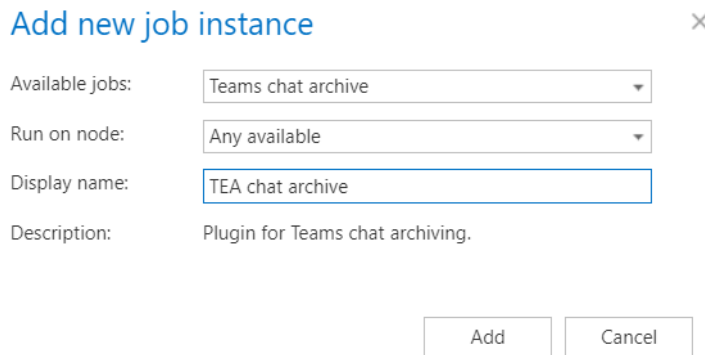 Add new job instance
Available jobs: Teams chat archive
Run on node: Any available
Display name: TEA chat archive
Description: Plugin for Teams chat archiving.
Add Cancel